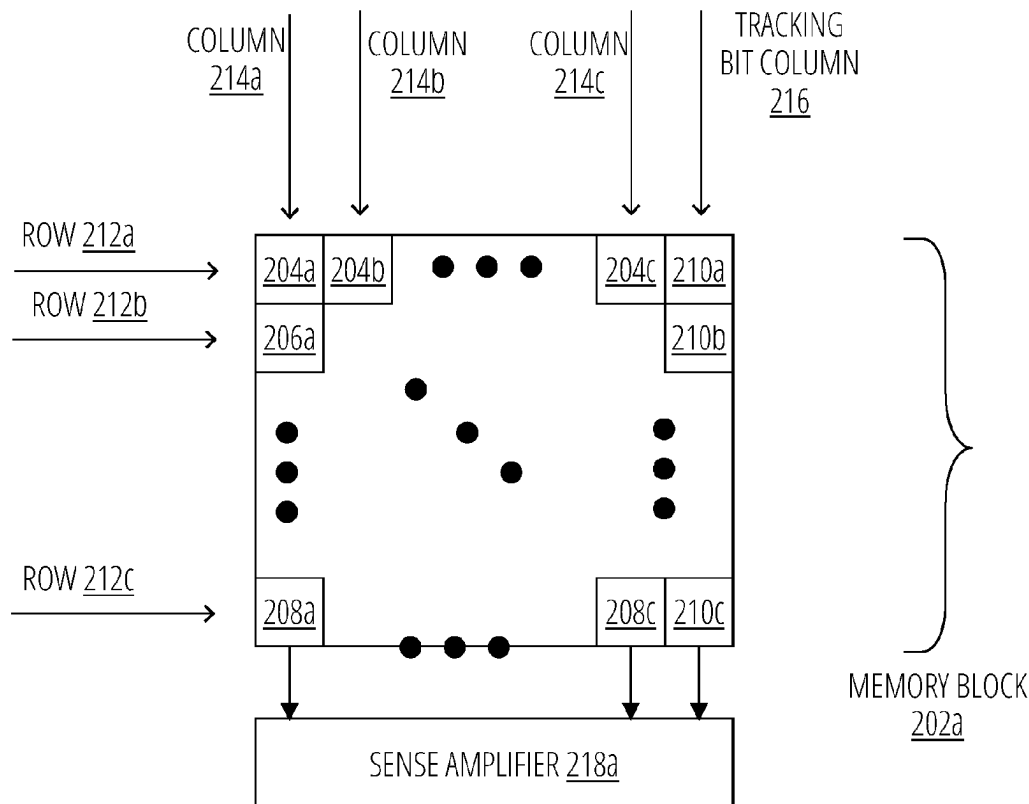 COLUMN
214a
COLUMN
214b
COLUMN
214c
TRACKING
BIT COLUMN
216
ROW 212a
204a 204b 204c 210a
ROW 212b
206a 210b
ROW 212c
208a 208c 210c
MEMORY BLOCK
202a
SENSE AMPLIFIER 218a